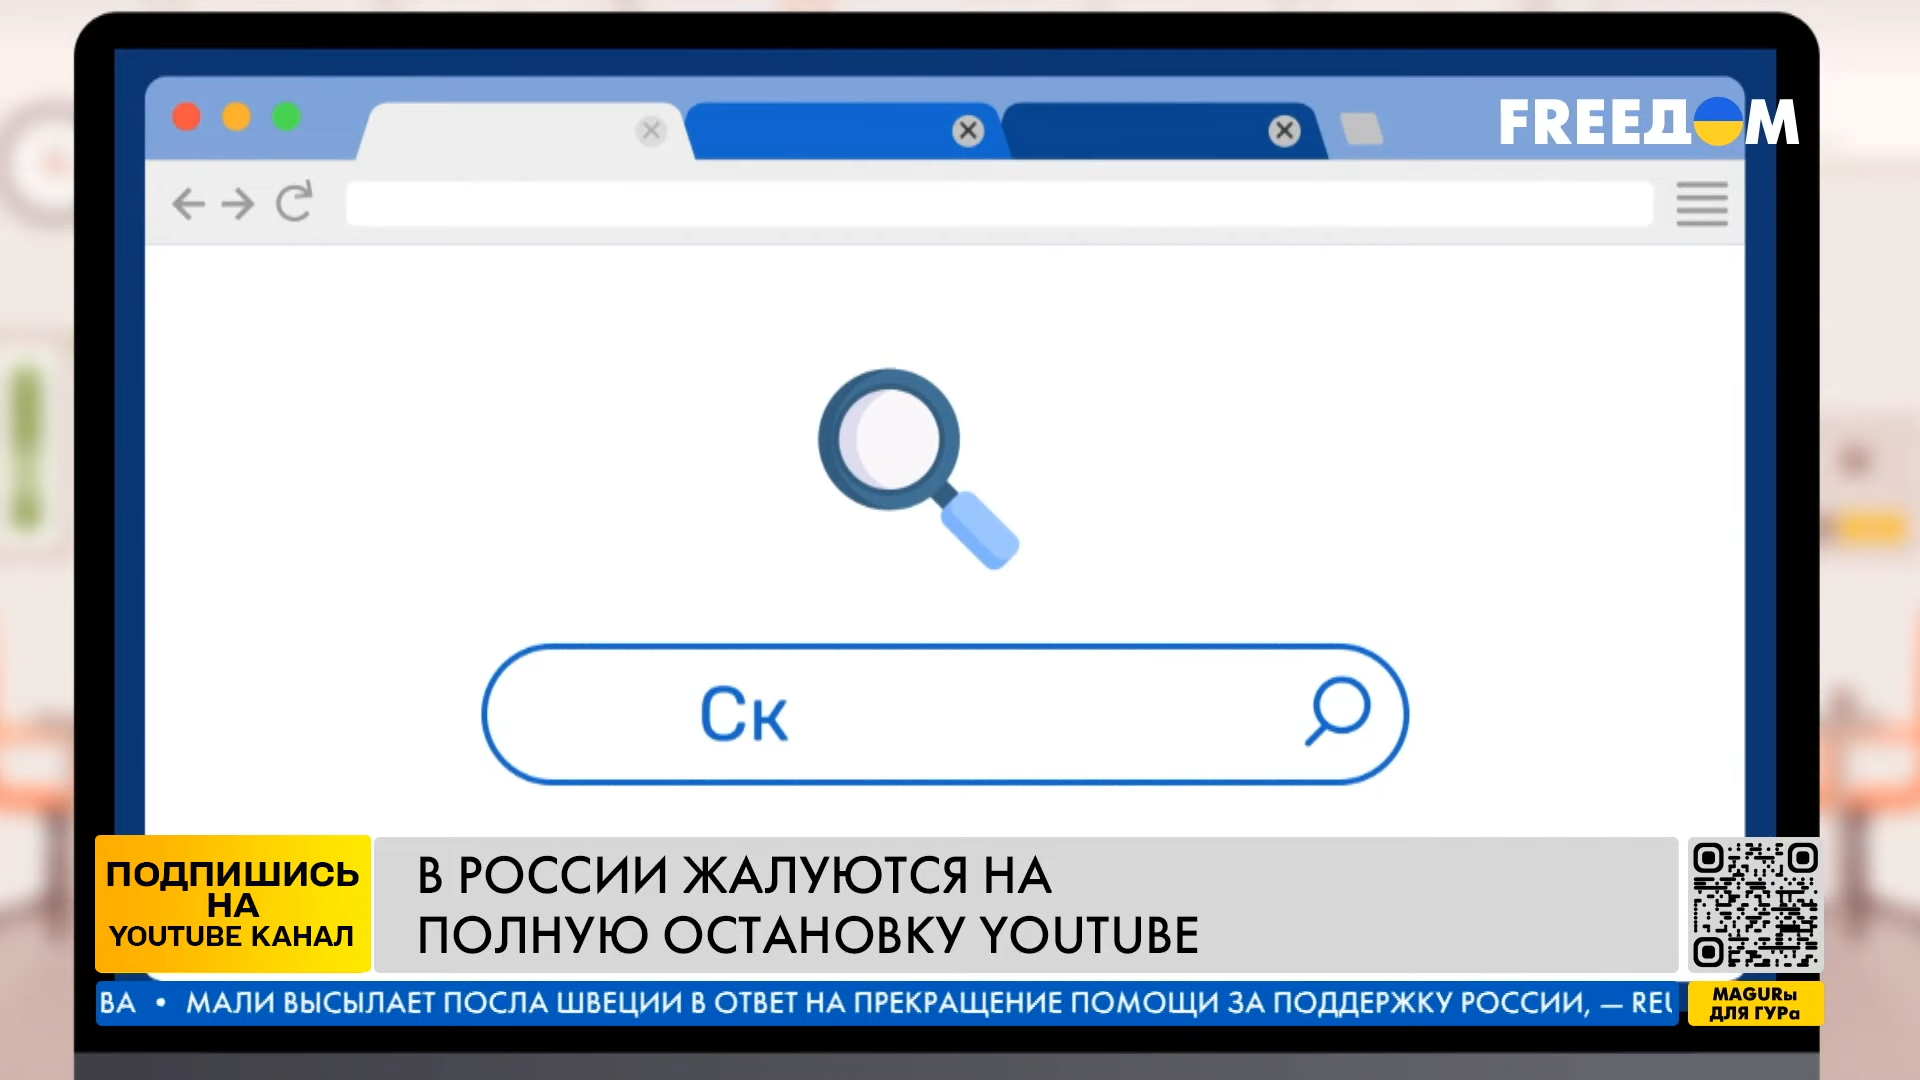 FREEДOM
Ск
ПОДПИШИСЬ
НА
YOUTUBE КАНАЛ
В РОССИИ ЖАЛУЮТСЯ НА
ПОЛНУЮ ОСТАНОВКУ YOUTUBE
ВА • МАЛИ ВЫСЫЛАЕТ ПОСЛА ШВЕЦИИ В ОТВЕТ НА ПРЕКРАЩЕНИЕ ПОМОЩИ ЗА ПОДДЕРЖКУ РОССИИ, — REU
MAGURы
ДЛЯ ГУРа